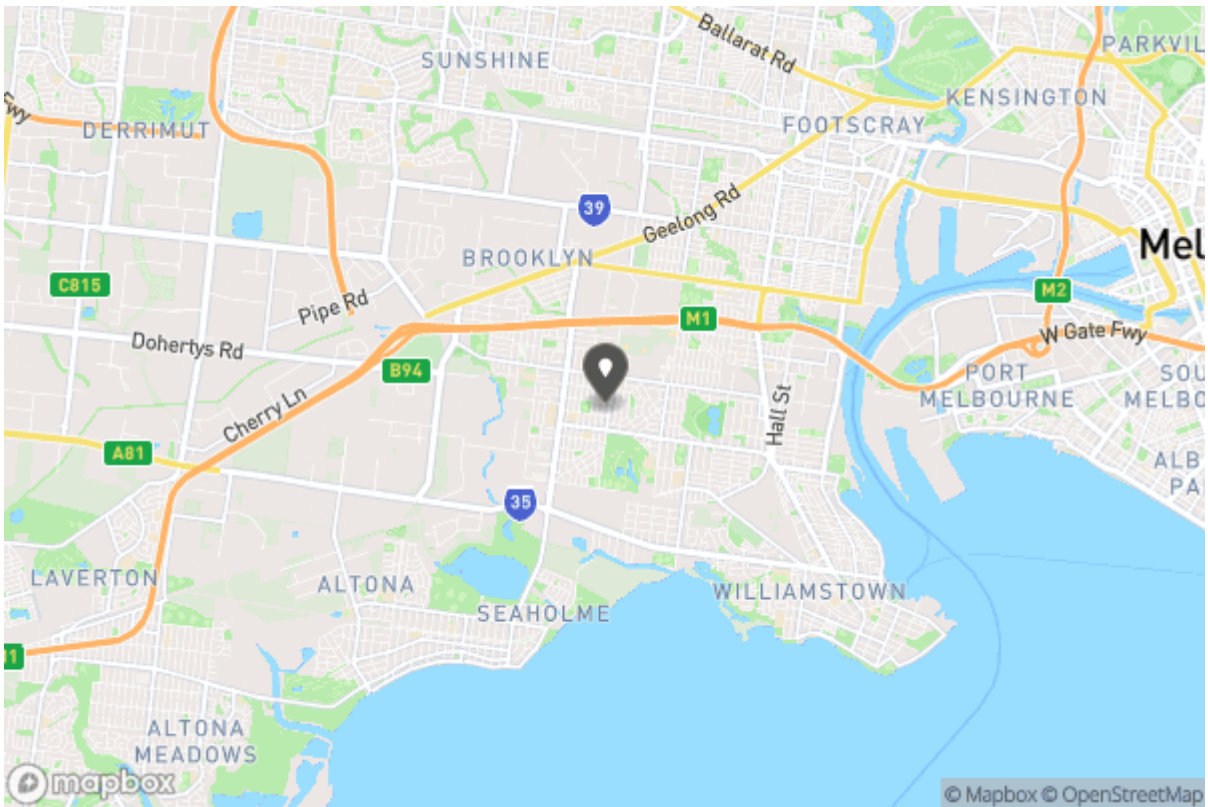 Ballarat Rd
PARKVIL
SUNSHINE
KENSINGTON
Fwy
DERRIMUT
FOOTSCRAY
39
Geelong Rd
BROOKLYN
Mel
C815
Pipe Rd
M2
M1
W Gate Fwy
Dohertys Rd
B94
PORT
MELBOURNE
SOU
MELBO
Cherry Ln
Hall St
A81
ALB
PA
35
LAVERTON
ALTONA
WILLIAMSTOWN
SEAHOLME
11
ALTONA
MEADOWS
mapbox
© Mapbox © OpenStreetMap